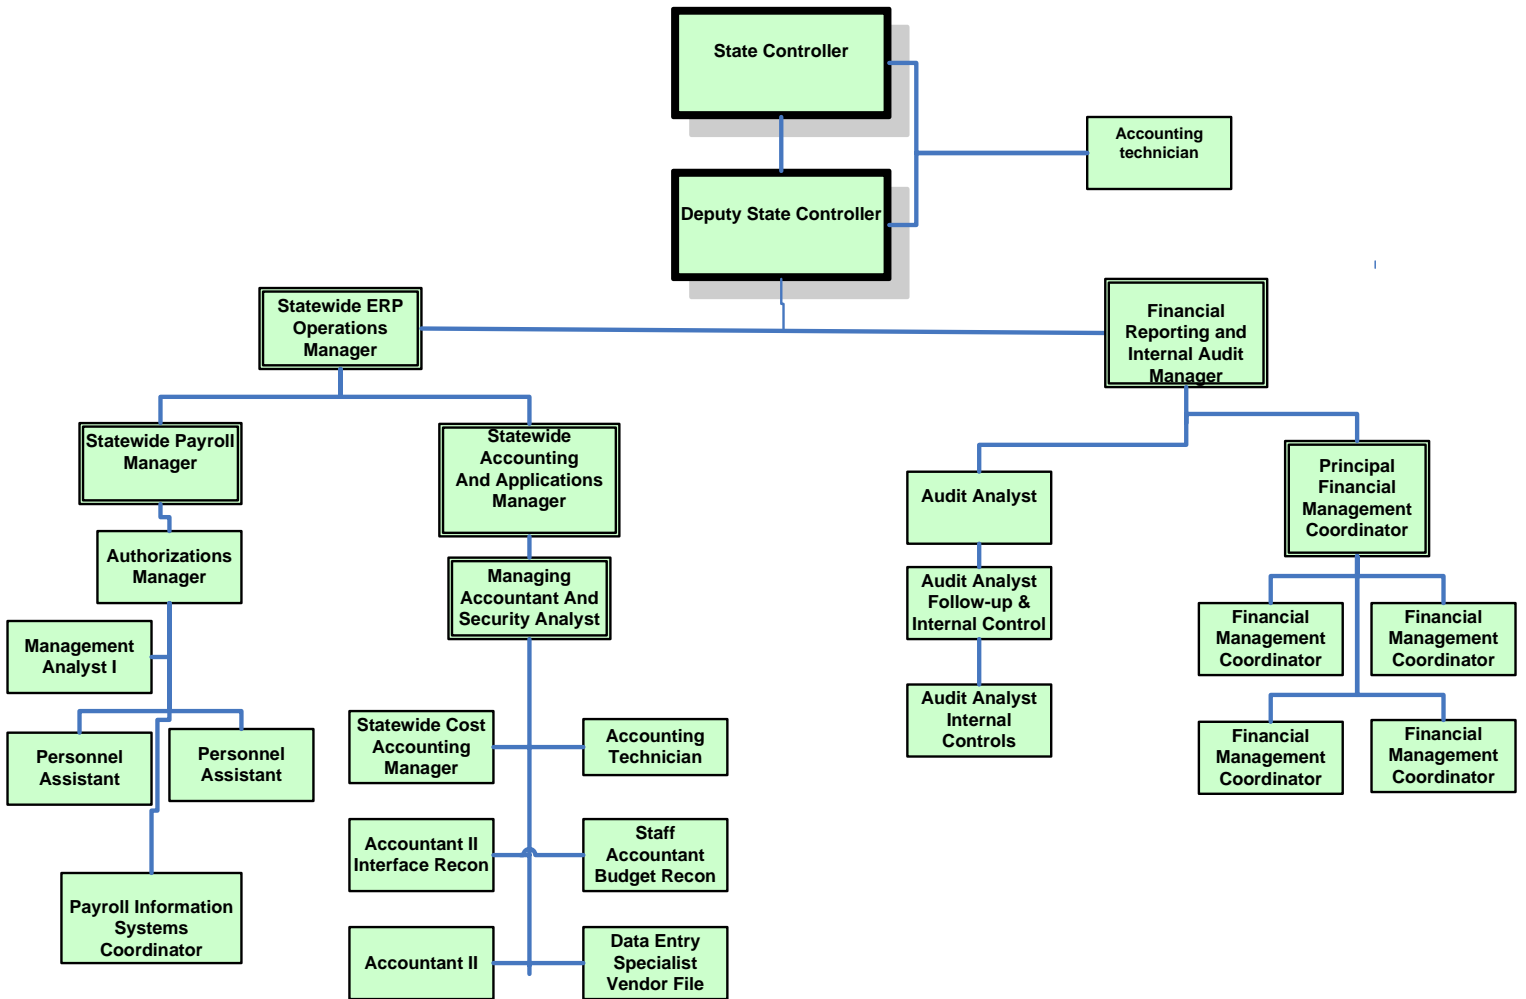 State Controller
Accounting
technician
Deputy State Controller
Statewide ERP
Operations
Manager
Financial
Reporting and
Internal Audit
Manager
Statewide Payroll
Manager
Statewide
Accounting
And Applications
Manager
Audit Analyst
Principal
Financial
Management
Coordinator
Authorizations
Manager
Managing
Accountant And
Security Analyst
Audit Analyst
Follow-up &
Internal Control
Management
Analyst I
Financial
Management
Coordinator
Financial
Management
Coordinator
Audit Analyst
Internal
Controls
Personnel
Assistant
Personnel
Assistant
Statewide Cost
Accounting
Manager
Accounting
Technician
Financial
Management
Coordinator
Financial
Management
Coordinator
Accountant II
Interface Recon
Staff
Accountant
Budget Recon
Payroll Information
Systems
Coordinator
Accountant II
Data Entry
Specialist
Vendor File